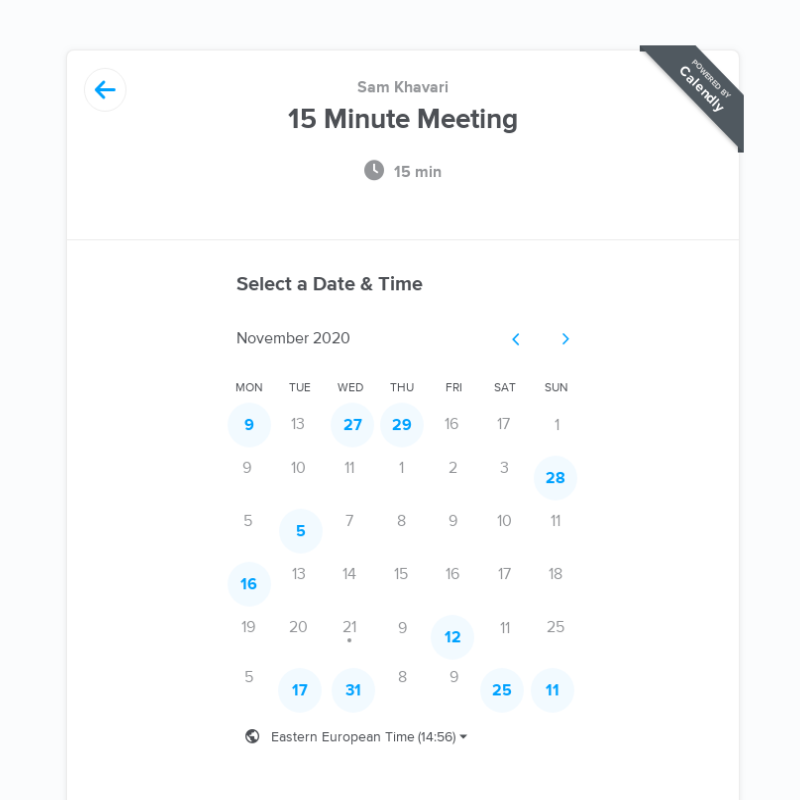 POWERED BY
Calendly
Sam Khavari
15 Minute Meeting
15 min
Select a Date & Time
November 2020
MON TUE WED THU FRI SAT SUN
9 13 27 29 16 17 1
9 10 11 1 2 3 28
5 5 7 8 9 10 11
16 13 14 15 16 17 18
19 20 21 9 12 11 25
5 17 31 8 9 25 11
Eastern European Time (14:56)